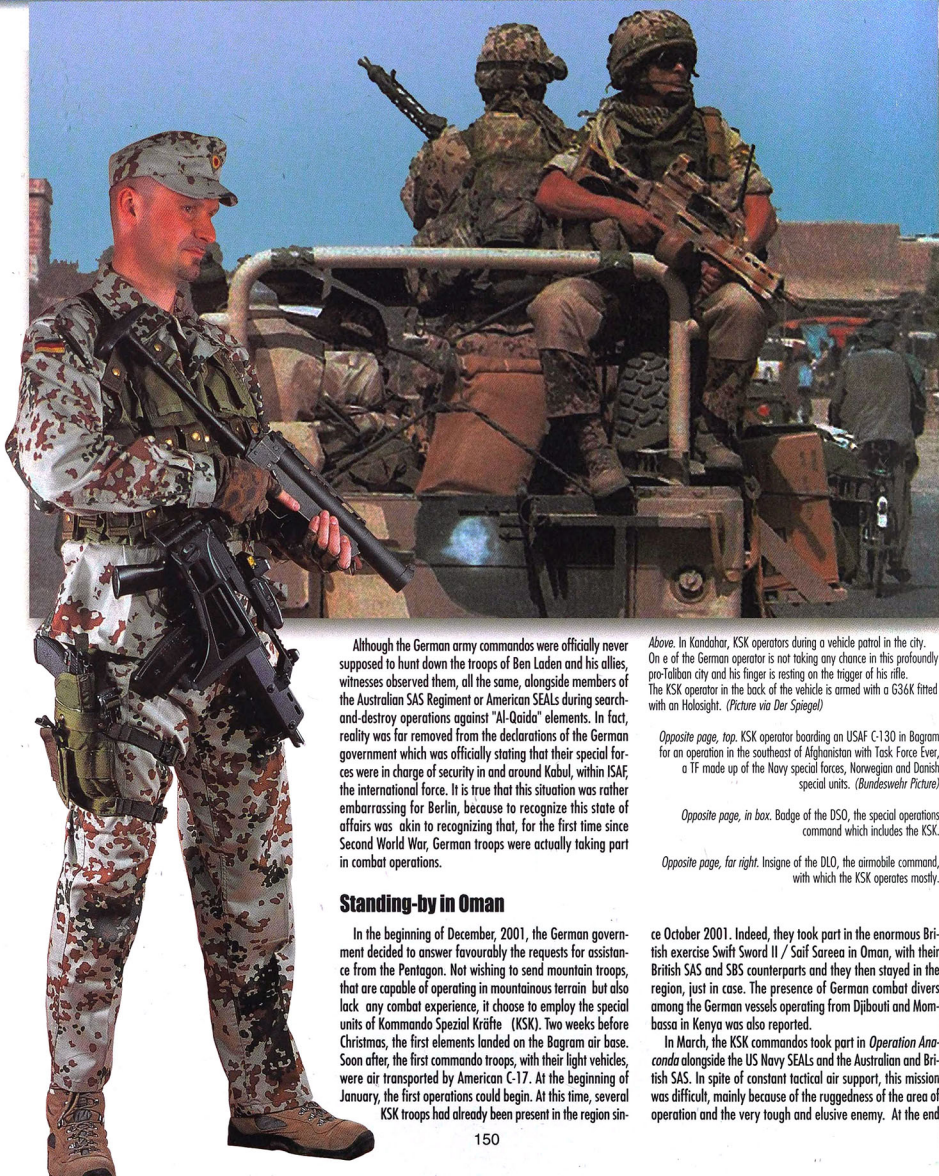 Although the German army commandos were officially never
supposed to hunt down the troops of Ben Laden and his allies,
witnesses observed them, all the same, alongside members of
the Australian SAS Regiment or American SEALs during search-
and-destroy operations against "Al-Qaida" elements. In fact,
reality was far removed from the declarations of the German
government which was officially stating that their special for-
ces were in charge of security in and around Kabul, within ISAF,
the international force. It is true that this situation was rather
embarrassing for Berlin, because to recognize this state of
affairs was akin to recognizing that, for the first time since
Second World War, German troops were actually taking part
in combat operations.
Standing-by in Oman
In the beginning of December, 2001, the German govern-
ment decided to answer favourably the requests for assistan-
ce from the Pentagon. Not wishing to send mountain troops,
that are capable of operating in mountainous terrain but also
lack any combat experience, it choose to employ the special
units of Kommando Spezial Kräfte (KSK). Two weeks before
Christmas, the first elements landed on the Bagram air base.
Soon after, the first commando troops, with their light vehicles,
were air transported by American C-17. At the beginning of
January, the first operations could begin. At this time, several
KSK troops had already been present in the region sin-
Above. In Kandahar, KSK operators during a vehicle patrol in the city.
On e of the German operator is not taking any chance in this profoundly
pro-Taliban city and his finger is resting on the trigger of his rifle.
The KSK operator in the back of the vehicle is armed with a G36K fitted
with an Holosight. (Picture via Der Spiegel)
Opposite page, top. KSK operator boarding an USAF C-130 in Bagram
for an operation in the southeast of Afghanistan with Task Force Ever,
a TF made up of the Navy special forces, Norwegian and Danish
special units. (Bundeswehr Picture)
Opposite page, in box. Badge of the DSO, the special operations
command which includes the KSK.
Opposite page, far right. Insigne of the DLO, the airmobile command,
with which the KSK operates mostly.
ce October 2001. Indeed, they took part in the enormous Bri-
tish exercise Swift Sword II / Saif Sareea in Oman, with their
British SAS and SBS counterparts and they then stayed in the
region, just in case. The presence of German combat divers
among the German vessels operating from Djibouti and Mom-
bassa in Kenya was also reported.
In March, the KSK commandos took part in Operation Ana-
conda alongside the US Navy SEALs and the Australian and Bri-
tish SAS. In spite of constant tactical air support, this mission
was difficult, mainly because of the ruggedness of the area of
operation and the very tough and elusive enemy. At the end
150